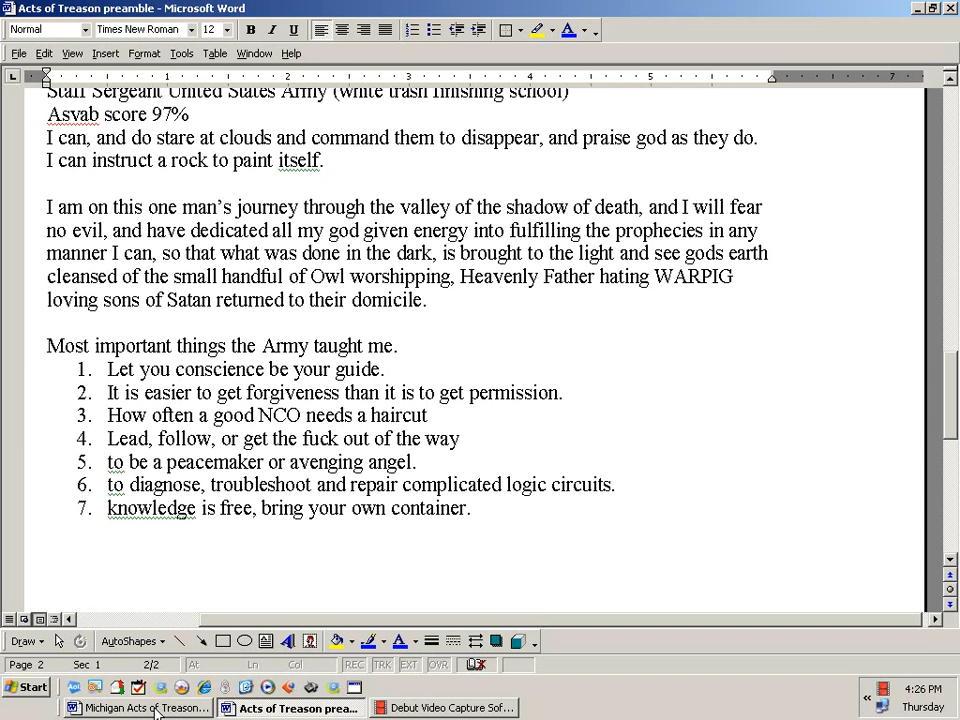 Acts of Treason preamble - Microsoft Word
Normal Times New Roman 12 B I U
File Edit View Insert Format Tools Table Window Help
1 2 3 4 5 7
Staff Sergeant United States Army (white trash finishing school)
Asvab score 97%
I can, and do stare at clouds and command them to disappear, and praise god as they do.
I can instruct a rock to paint itself.
I am on this one man’s journey through the valley of the shadow of death, and I will fear
no evil, and have dedicated all my god given energy into fulfilling the prophecies in any
manner I can, so that what was done in the dark, is brought to the light and see gods earth
cleansed of the small handful of Owl worshipping, Heavenly Father hating WARPIG
loving sons of Satan returned to their domicile.
Most important things the Army taught me.
1. Let you conscience be your guide.
2. It is easier to get forgiveness than it is to get permission.
3. How often a good NCO needs a haircut
4. Lead, follow, or get the fuck out of the way
5. to be a peacemaker or avenging angel.
6. to diagnose, troubleshoot and repair complicated logic circuits.
7. knowledge is free, bring your own container.
Draw AutoShapes
Page 2 Sec 1 2/2 At Ln Col REC TRK EXT OVR
Start 4:26 PM
Michigan Acts of Treason... Acts of Treason prea... Debut Video Capture Sof... Thursday